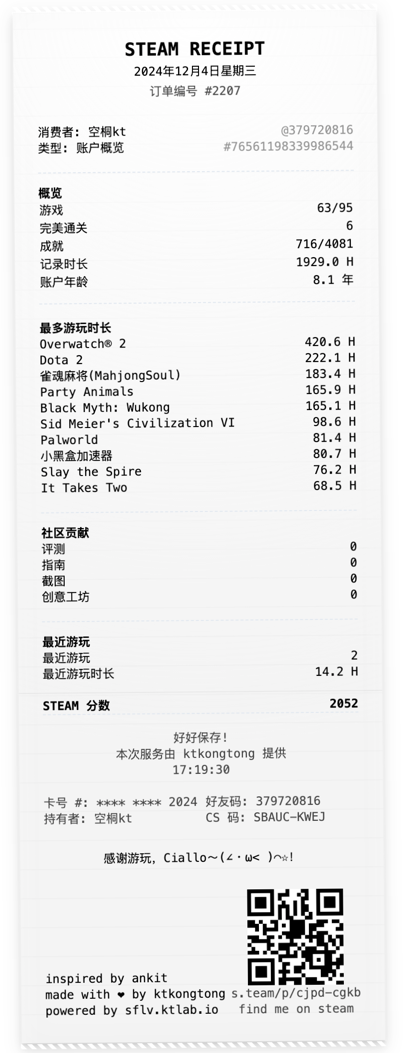 STEAM RECEIPT
2024年12月4日星期三
订单编号 #2207
消费者: 空桐kt @379720816
类型: 账户概览 #76561198339986544
概览
游戏 63/95
完美通关 6
成就 716/4081
记录时长 1929.0 H
账户年龄 8.1 年
最多游玩时长
Overwatch® 2 420.6 H
Dota 2 222.1 H
雀魂麻将(MahjongSoul) 183.4 H
Party Animals 165.9 H
Black Myth: Wukong 165.1 H
Sid Meier's Civilization VI 98.6 H
Palworld 81.4 H
小黑盒加速器 80.7 H
Slay the Spire 76.2 H
It Takes Two 68.5 H
社区贡献
评测 0
指南 0
截图 0
创意工坊 0
最近游玩
最近游玩 2
最近游玩时长 14.2 H
STEAM 分数 2052
好好保存!
本次服务由 ktkongtong 提供
17:19:30
卡号 #: **** **** 2024 好友码: 379720816
持有者: 空桐kt CS 码: SBAUC-KWEJ
感谢游玩, Ciallo～(∠・ω< )⌒☆!
inspired by ankit
made with ❤ by ktkongtong s.team/p/cjpd-cgkb
powered by sflv.ktlab.io find me on steam